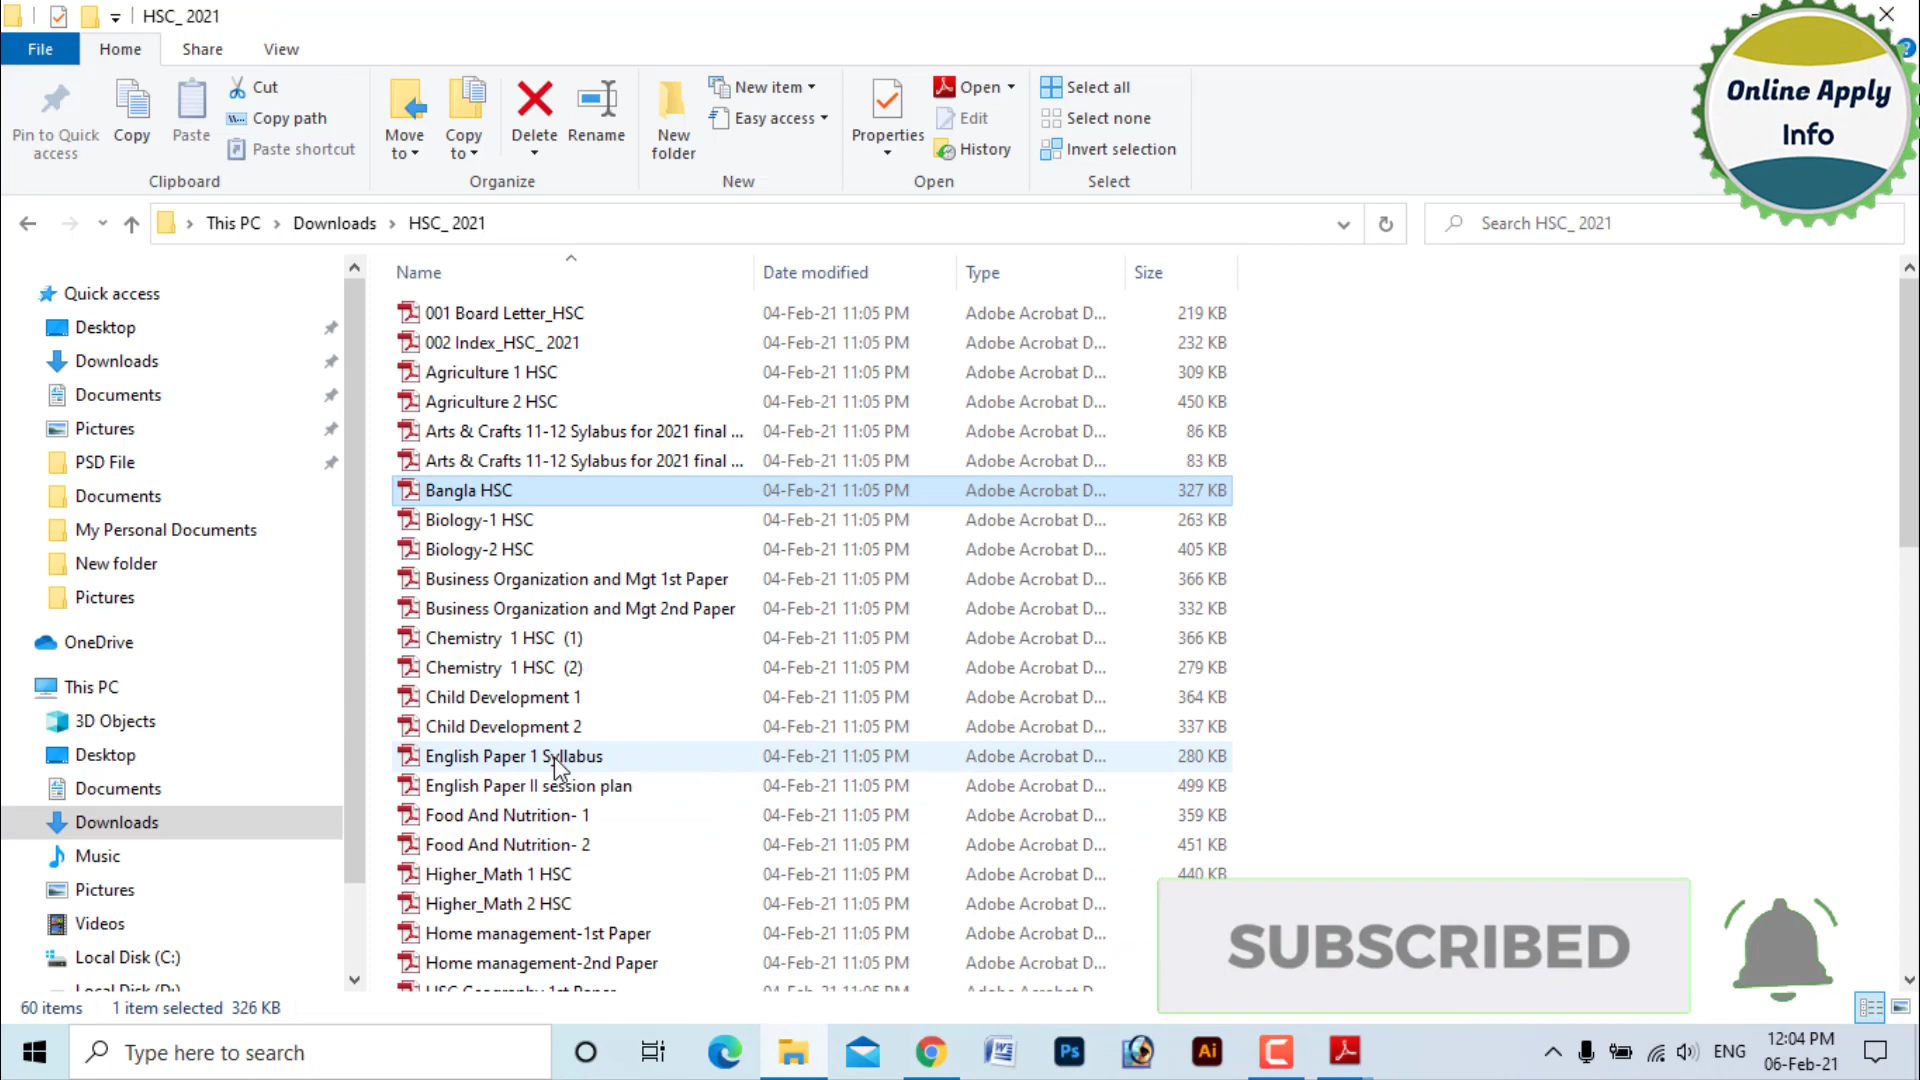 HSC_ 2021
File Home Share View
Pin to Quick access
Copy
Paste
Cut
Copy path
Paste shortcut
Clipboard
Move to
Copy to
Delete
Rename
Organize
New folder
New item
Easy access
New
Properties
Open
Edit
History
Open
Select all
Select none
Invert selection
Select
Online Apply
Info
This PC > Downloads > HSC_ 2021
Search HSC_ 2021
Quick access
Desktop
Downloads
Documents
Pictures
PSD File
Documents
My Personal Documents
New folder
Pictures
OneDrive
This PC
3D Objects
Desktop
Documents
Downloads
Music
Pictures
Videos
Local Disk (C:)
Local Disk (D:)
Name Date modified Type Size
001 Board Letter_HSC 04-Feb-21 11:05 PM Adobe Acrobat D... 219 KB
002 Index_HSC_ 2021 04-Feb-21 11:05 PM Adobe Acrobat D... 232 KB
Agriculture 1 HSC 04-Feb-21 11:05 PM Adobe Acrobat D... 309 KB
Agriculture 2 HSC 04-Feb-21 11:05 PM Adobe Acrobat D... 450 KB
Arts & Crafts 11-12 Sylabus for 2021 final ... 04-Feb-21 11:05 PM Adobe Acrobat D... 86 KB
Arts & Crafts 11-12 Sylabus for 2021 final ... 04-Feb-21 11:05 PM Adobe Acrobat D... 83 KB
Bangla HSC 04-Feb-21 11:05 PM Adobe Acrobat D... 327 KB
Biology-1 HSC 04-Feb-21 11:05 PM Adobe Acrobat D... 263 KB
Biology-2 HSC 04-Feb-21 11:05 PM Adobe Acrobat D... 405 KB
Business Organization and Mgt 1st Paper 04-Feb-21 11:05 PM Adobe Acrobat D... 366 KB
Business Organization and Mgt 2nd Paper 04-Feb-21 11:05 PM Adobe Acrobat D... 332 KB
Chemistry 1 HSC (1) 04-Feb-21 11:05 PM Adobe Acrobat D... 366 KB
Chemistry 1 HSC (2) 04-Feb-21 11:05 PM Adobe Acrobat D... 279 KB
Child Development 1 04-Feb-21 11:05 PM Adobe Acrobat D... 364 KB
Child Development 2 04-Feb-21 11:05 PM Adobe Acrobat D... 337 KB
English Paper 1 Syllabus 04-Feb-21 11:05 PM Adobe Acrobat D... 280 KB
English Paper II session plan 04-Feb-21 11:05 PM Adobe Acrobat D... 499 KB
Food And Nutrition- 1 04-Feb-21 11:05 PM Adobe Acrobat D... 359 KB
Food And Nutrition- 2 04-Feb-21 11:05 PM Adobe Acrobat D... 451 KB
Higher_Math 1 HSC 04-Feb-21 11:05 PM Adobe Acrobat D... 440 KB
Higher_Math 2 HSC 04-Feb-21 11:05 PM Adobe Acrobat D...
Home management-1st Paper 04-Feb-21 11:05 PM Adobe Acrobat D...
Home management-2nd Paper 04-Feb-21 11:05 PM Adobe Acrobat D...
HSC Geography 1st Paper
SUBSCRIBED
60 items 1 item selected 326 KB
Type here to search
Ps
Ai
ENG
12:04 PM
06-Feb-21